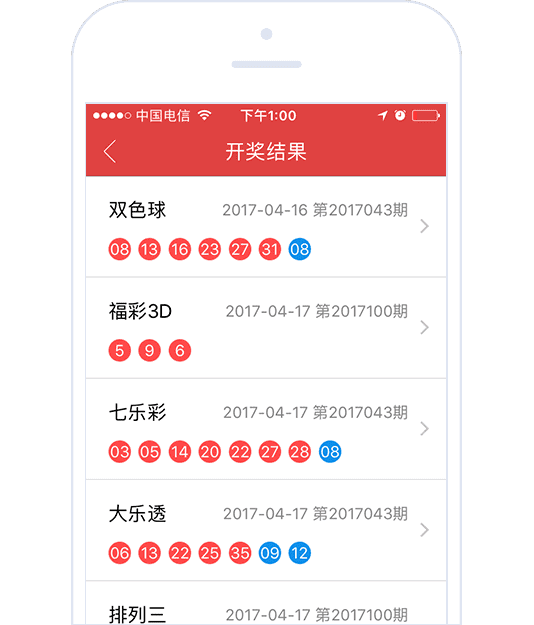 中国电信 下午1:00
开奖结果
双色球 2017-04-16 第2017043期
08 13 16 23 27 31 08
福彩3D 2017-04-17 第2017100期
5 9 6
七乐彩 2017-04-17 第2017043期
03 05 14 20 22 27 28 08
大乐透 2017-04-17 第2017043期
06 13 22 25 35 09 12
排列三 2017-04-17 第2017100期